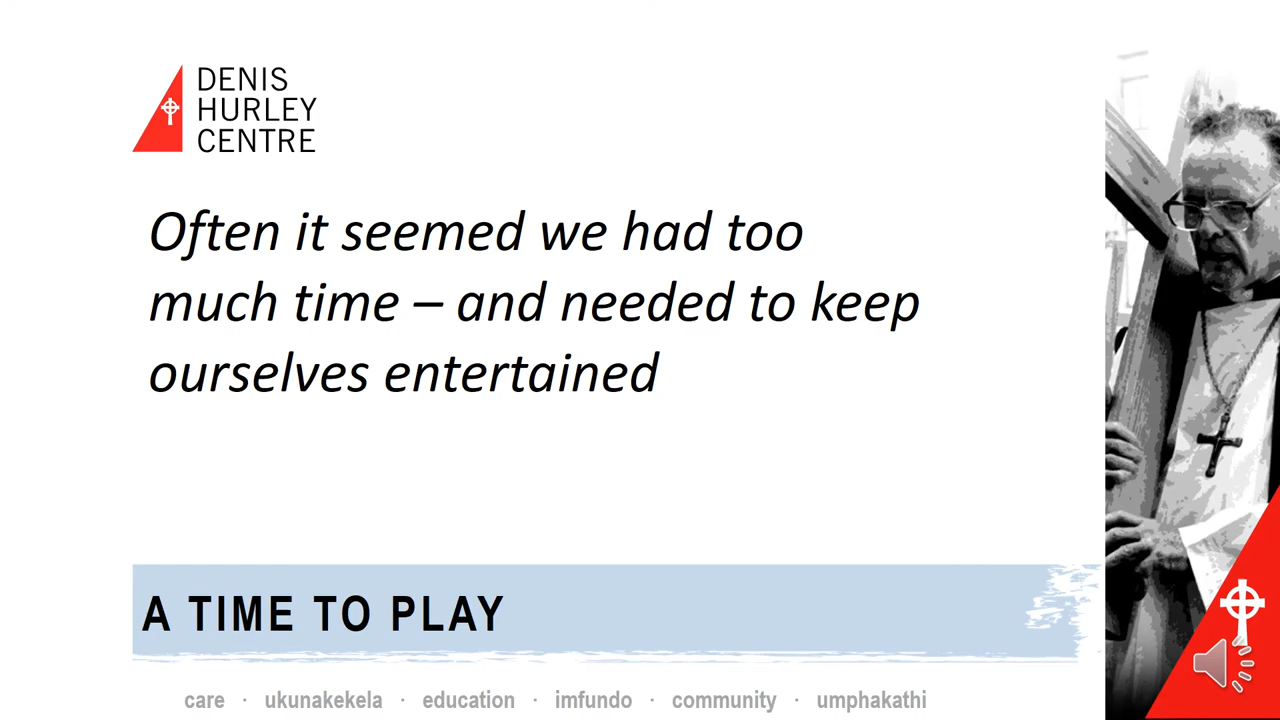 DENIS
HURLEY
CENTRE
Often it seemed we had too
much time – and needed to keep
ourselves entertained
A TIME TO PLAY
care · ukunakekela · education · imfundo · community · umphakathi